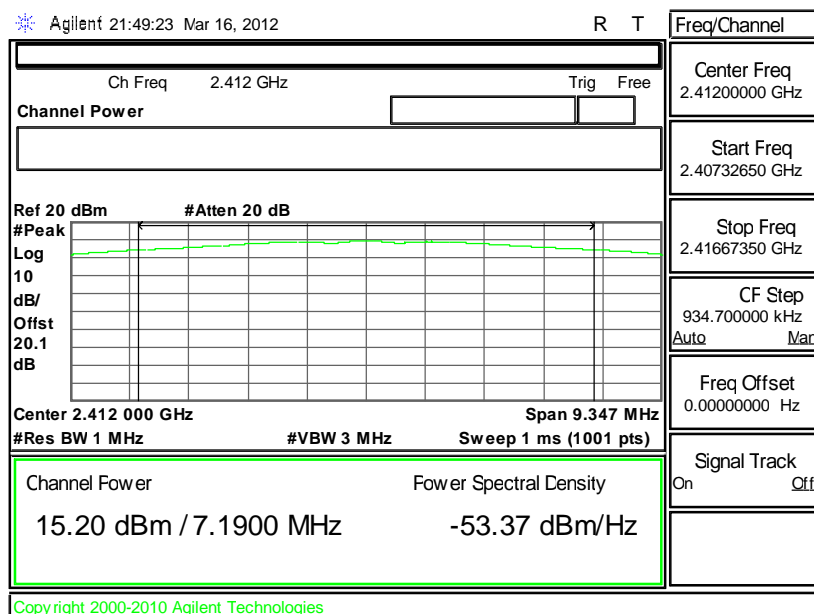 Agilent 21:49:23 Mar 16, 2012 R T
Ch Freq 2.412 GHz Trig Free
Channel Power
Ref 20 dBm #Atten 20 dB
#Peak
Log
10
dB/
Offst
20.1
dB
Center 2.412 000 GHz Span 9.347 MHz
#Res BW 1 MHz #VBW 3 MHz Sweep 1 ms (1001 pts)
Channel Fower Fower Spectral Density
15.20 dBm / 7.1900 MHz -53.37 dBm/Hz
Copyright 2000-2010 Agilent Technologies
Freq/Channel
Center Freq
2.41200000 GHz
Start Freq
2.40732650 GHz
Stop Freq
2.41667350 GHz
CF Step
934.700000 kHz
Auto Man
Freq Offset
0.00000000 Hz
Signal Track
On Off